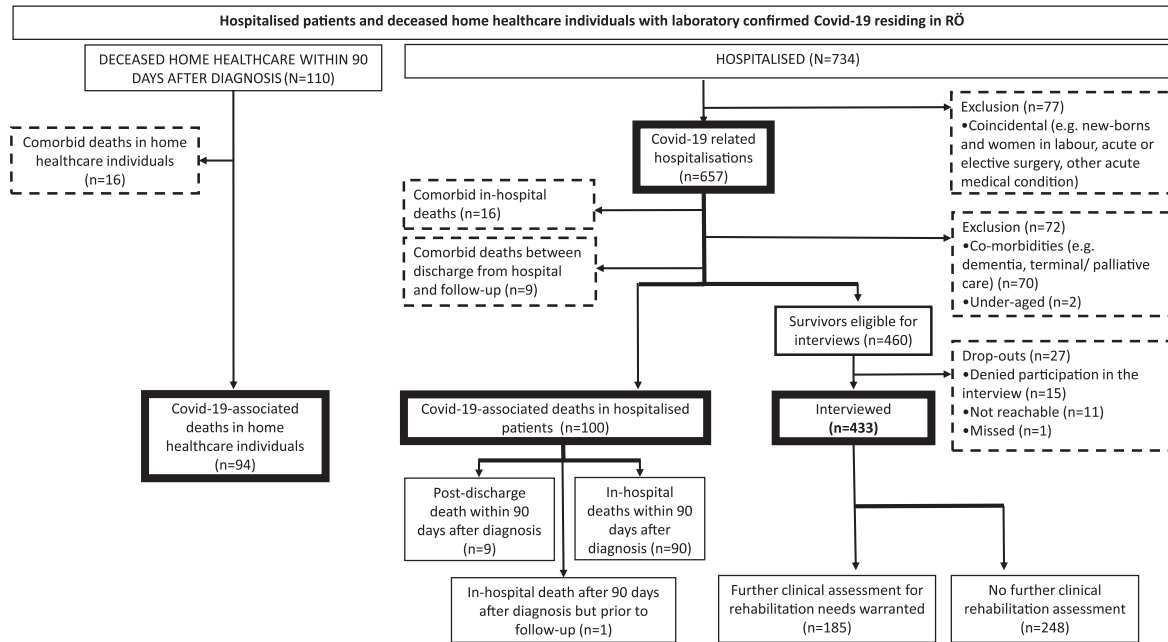 Hospitalised patients and deceased home healthcare individuals with laboratory confirmed Covid-19 residing in RÖ
DECEASED HOME HEALTHCARE WITHIN 90
DAYS AFTER DIAGNOSIS (N=110)
HOSPITALISED (N=734)
Exclusion (n=77)
•Coincidental (e.g. new-borns
and women in labour, acute or
elective surgery, other acute
medical condition)
Comorbid deaths in home
healthcare individuals
(n=16)
Covid-19 related
hospitalisations
(n=657)
Comorbid in-hospital
deaths (n=16)
Comorbid deaths between
discharge from hospital
and follow-up (n=9)
Exclusion (n=72)
•Co-morbidities (e.g.
dementia, terminal/ palliative
care) (n=70)
•Under-aged (n=2)
Survivors eligible for
interviews (n=460)
Drop-outs (n=27)
•Denied participation in the
interview (n=15)
•Not reachable (n=11)
•Missed (n=1)
Covid-19-associated
deaths in home
healthcare individuals
(n=94)
Covid-19-associated deaths in hospitalised
patients (n=100)
Interviewed
(n=433)
Post-discharge
death within 90
days after diagnosis
(n=9)
In-hospital
deaths within 90
days after
diagnosis (n=90)
In-hospital death after 90 days
after diagnosis but prior to
follow-up (n=1)
Further clinical assessment for
rehabilitation needs warranted
(n=185)
No further clinical
rehabilitation assessment
(n=248)